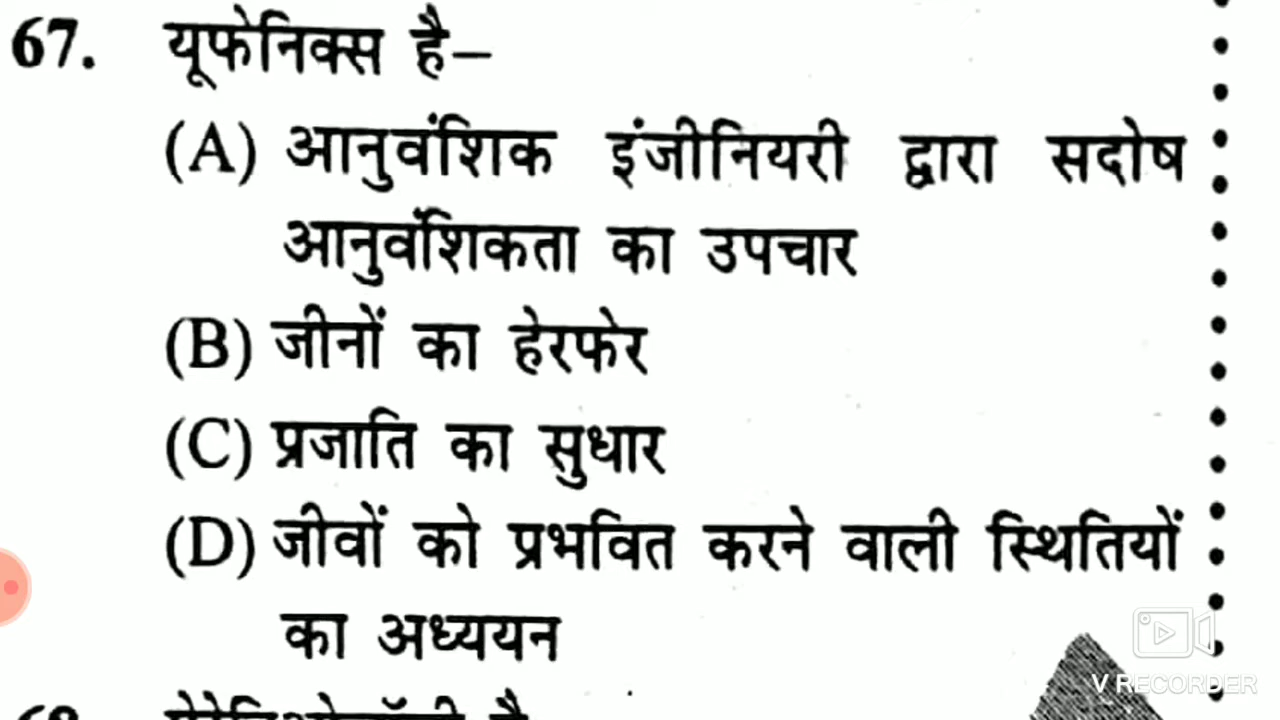 67. यूफेनिक्स है–
(A) आनुवंशिक इंजीनियरी द्वारा सदोष
आनुवंशिकता का उपचार
(B) जीनों का हेरफेर
(C) प्रजाति का सुधार
(D) जीवों को प्रभवित करने वाली स्थितियों
का अध्ययन
V RECORDER